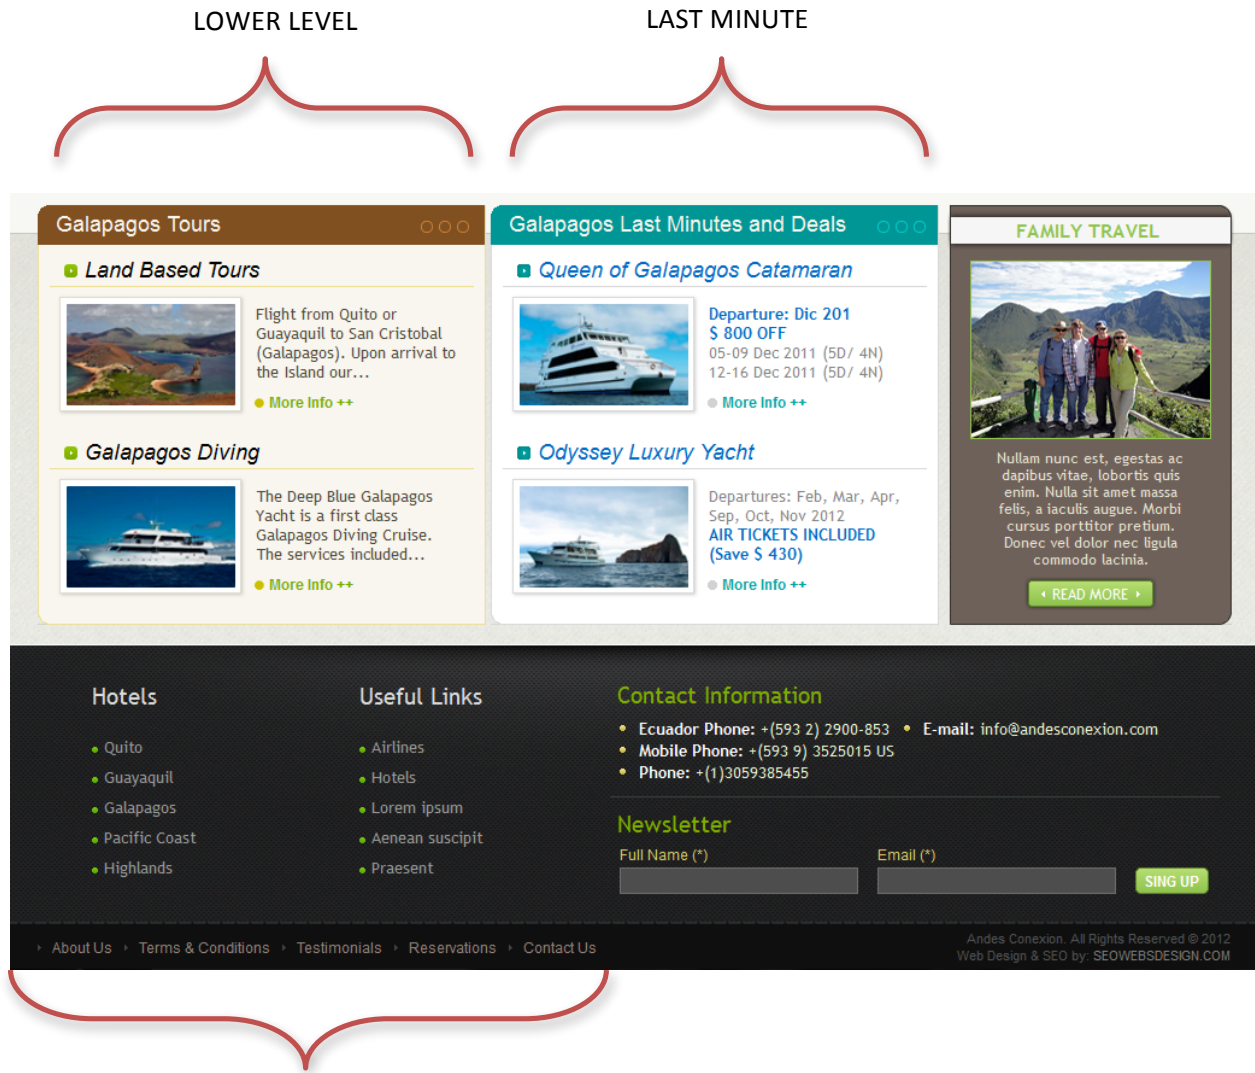 LOWER LEVEL
LAST MINUTE
Galapagos Tours
Land Based Tours
Flight from Quito or
Guayaquil to San Cristobal
(Galapagos). Upon arrival to
the Island our...
More Info ++
Galapagos Diving
The Deep Blue Galapagos
Yacht is a first class
Galapagos Diving Cruise.
The services included...
More Info ++
Galapagos Last Minutes and Deals
Queen of Galapagos Catamaran
Departure: Dic 201
$ 800 OFF
05-09 Dec 2011 (5D/ 4N)
12-16 Dec 2011 (5D/ 4N)
More Info ++
Odyssey Luxury Yacht
Departures: Feb, Mar, Apr,
Sep, Oct, Nov 2012
AIR TICKETS INCLUDED
(Save $ 430)
More Info ++
FAMILY TRAVEL
Nullam nunc est, egestas ac
dapibus vitae, lobortis quis
enim. Nulla sit amet massa
felis, a iaculis augue. Morbi
cursus porttitor pretium.
Donec vel dolor nec ligula
commodo lacinia.
READ MORE
Hotels
Quito
Guayaquil
Galapagos
Pacific Coast
Highlands
Useful Links
Airlines
Hotels
Lorem ipsum
Aenean suscipit
Praesent
Contact Information
Ecuador Phone: +(593 2) 2900-853 • E-mail: info@andesconexion.com
Mobile Phone: +(593 9) 3525015 US
Phone: +(1)3059385455
Newsletter
Full Name (*) Email (*)
SING UP
About Us Terms & Conditions Testimonials Reservations Contact Us
Andes Conexion. All Rights Reserved © 2012
Web Design & SEO by: SEOWEBSDESIGN.COM